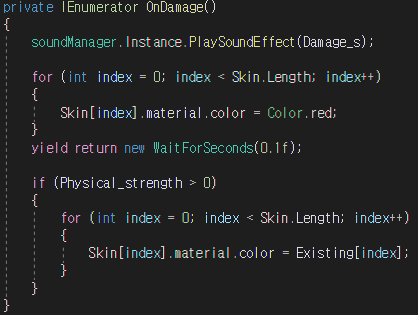 private IEnumerator OnDamage()
{
soundManager.Instance.PlaySoundEffect(Damage_s);
for (int index = 0; index < Skin.Length; index++)
{
Skin[index].material.color = Color.red;
}
yield return new WaitForSeconds(0.1f);
if (Physical_strength > 0)
{
for (int index = 0; index < Skin.Length; index++)
{
Skin[index].material.color = Existing[index];
}
}
}